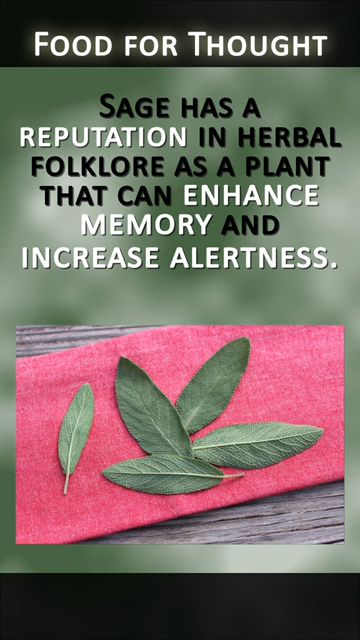 Food for Thought
Sage has a
reputation in herbal
folklore as a plant
that can enhance
memory and
increase alertness.